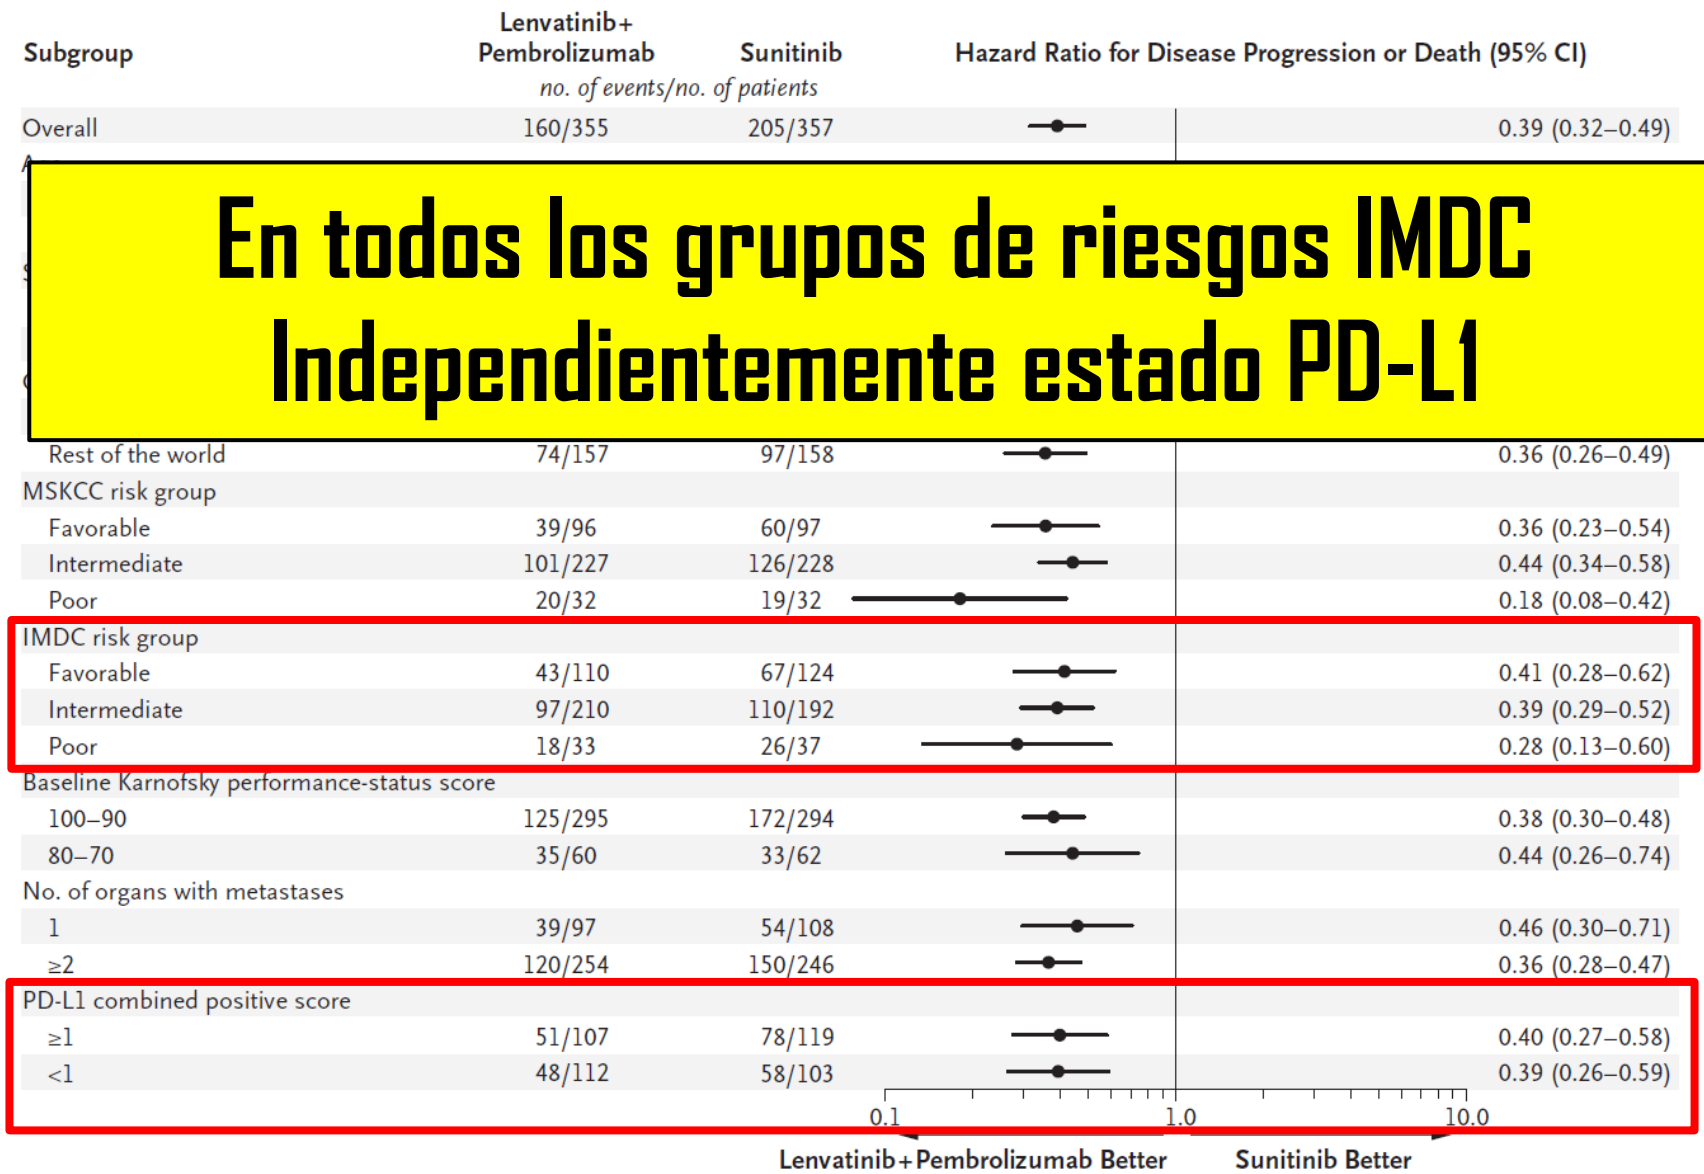 Lenvatinib+
Subgroup Pembrolizumab Sunitinib Hazard Ratio for Disease Progression or Death (95% CI)
no. of events/no. of patients
Overall 160/355 205/357 0.39 (0.32–0.49)
En todos los grupos de riesgos IMDC
Independientemente estado PD-L1
Rest of the world 74/157 97/158 0.36 (0.26–0.49)
MSKCC risk group
Favorable 39/96 60/97 0.36 (0.23–0.54)
Intermediate 101/227 126/228 0.44 (0.34–0.58)
Poor 20/32 19/32 0.18 (0.08–0.42)
IMDC risk group
Favorable 43/110 67/124 0.41 (0.28–0.62)
Intermediate 97/210 110/192 0.39 (0.29–0.52)
Poor 18/33 26/37 0.28 (0.13–0.60)
Baseline Karnofsky performance-status score
100–90 125/295 172/294 0.38 (0.30–0.48)
80–70 35/60 33/62 0.44 (0.26–0.74)
No. of organs with metastases
1 39/97 54/108 0.46 (0.30–0.71)
≥2 120/254 150/246 0.36 (0.28–0.47)
PD-L1 combined positive score
≥1 51/107 78/119 0.40 (0.27–0.58)
<1 48/112 58/103 0.39 (0.26–0.59)
0.1 1.0 10.0
Lenvatinib+Pembrolizumab Better Sunitinib Better